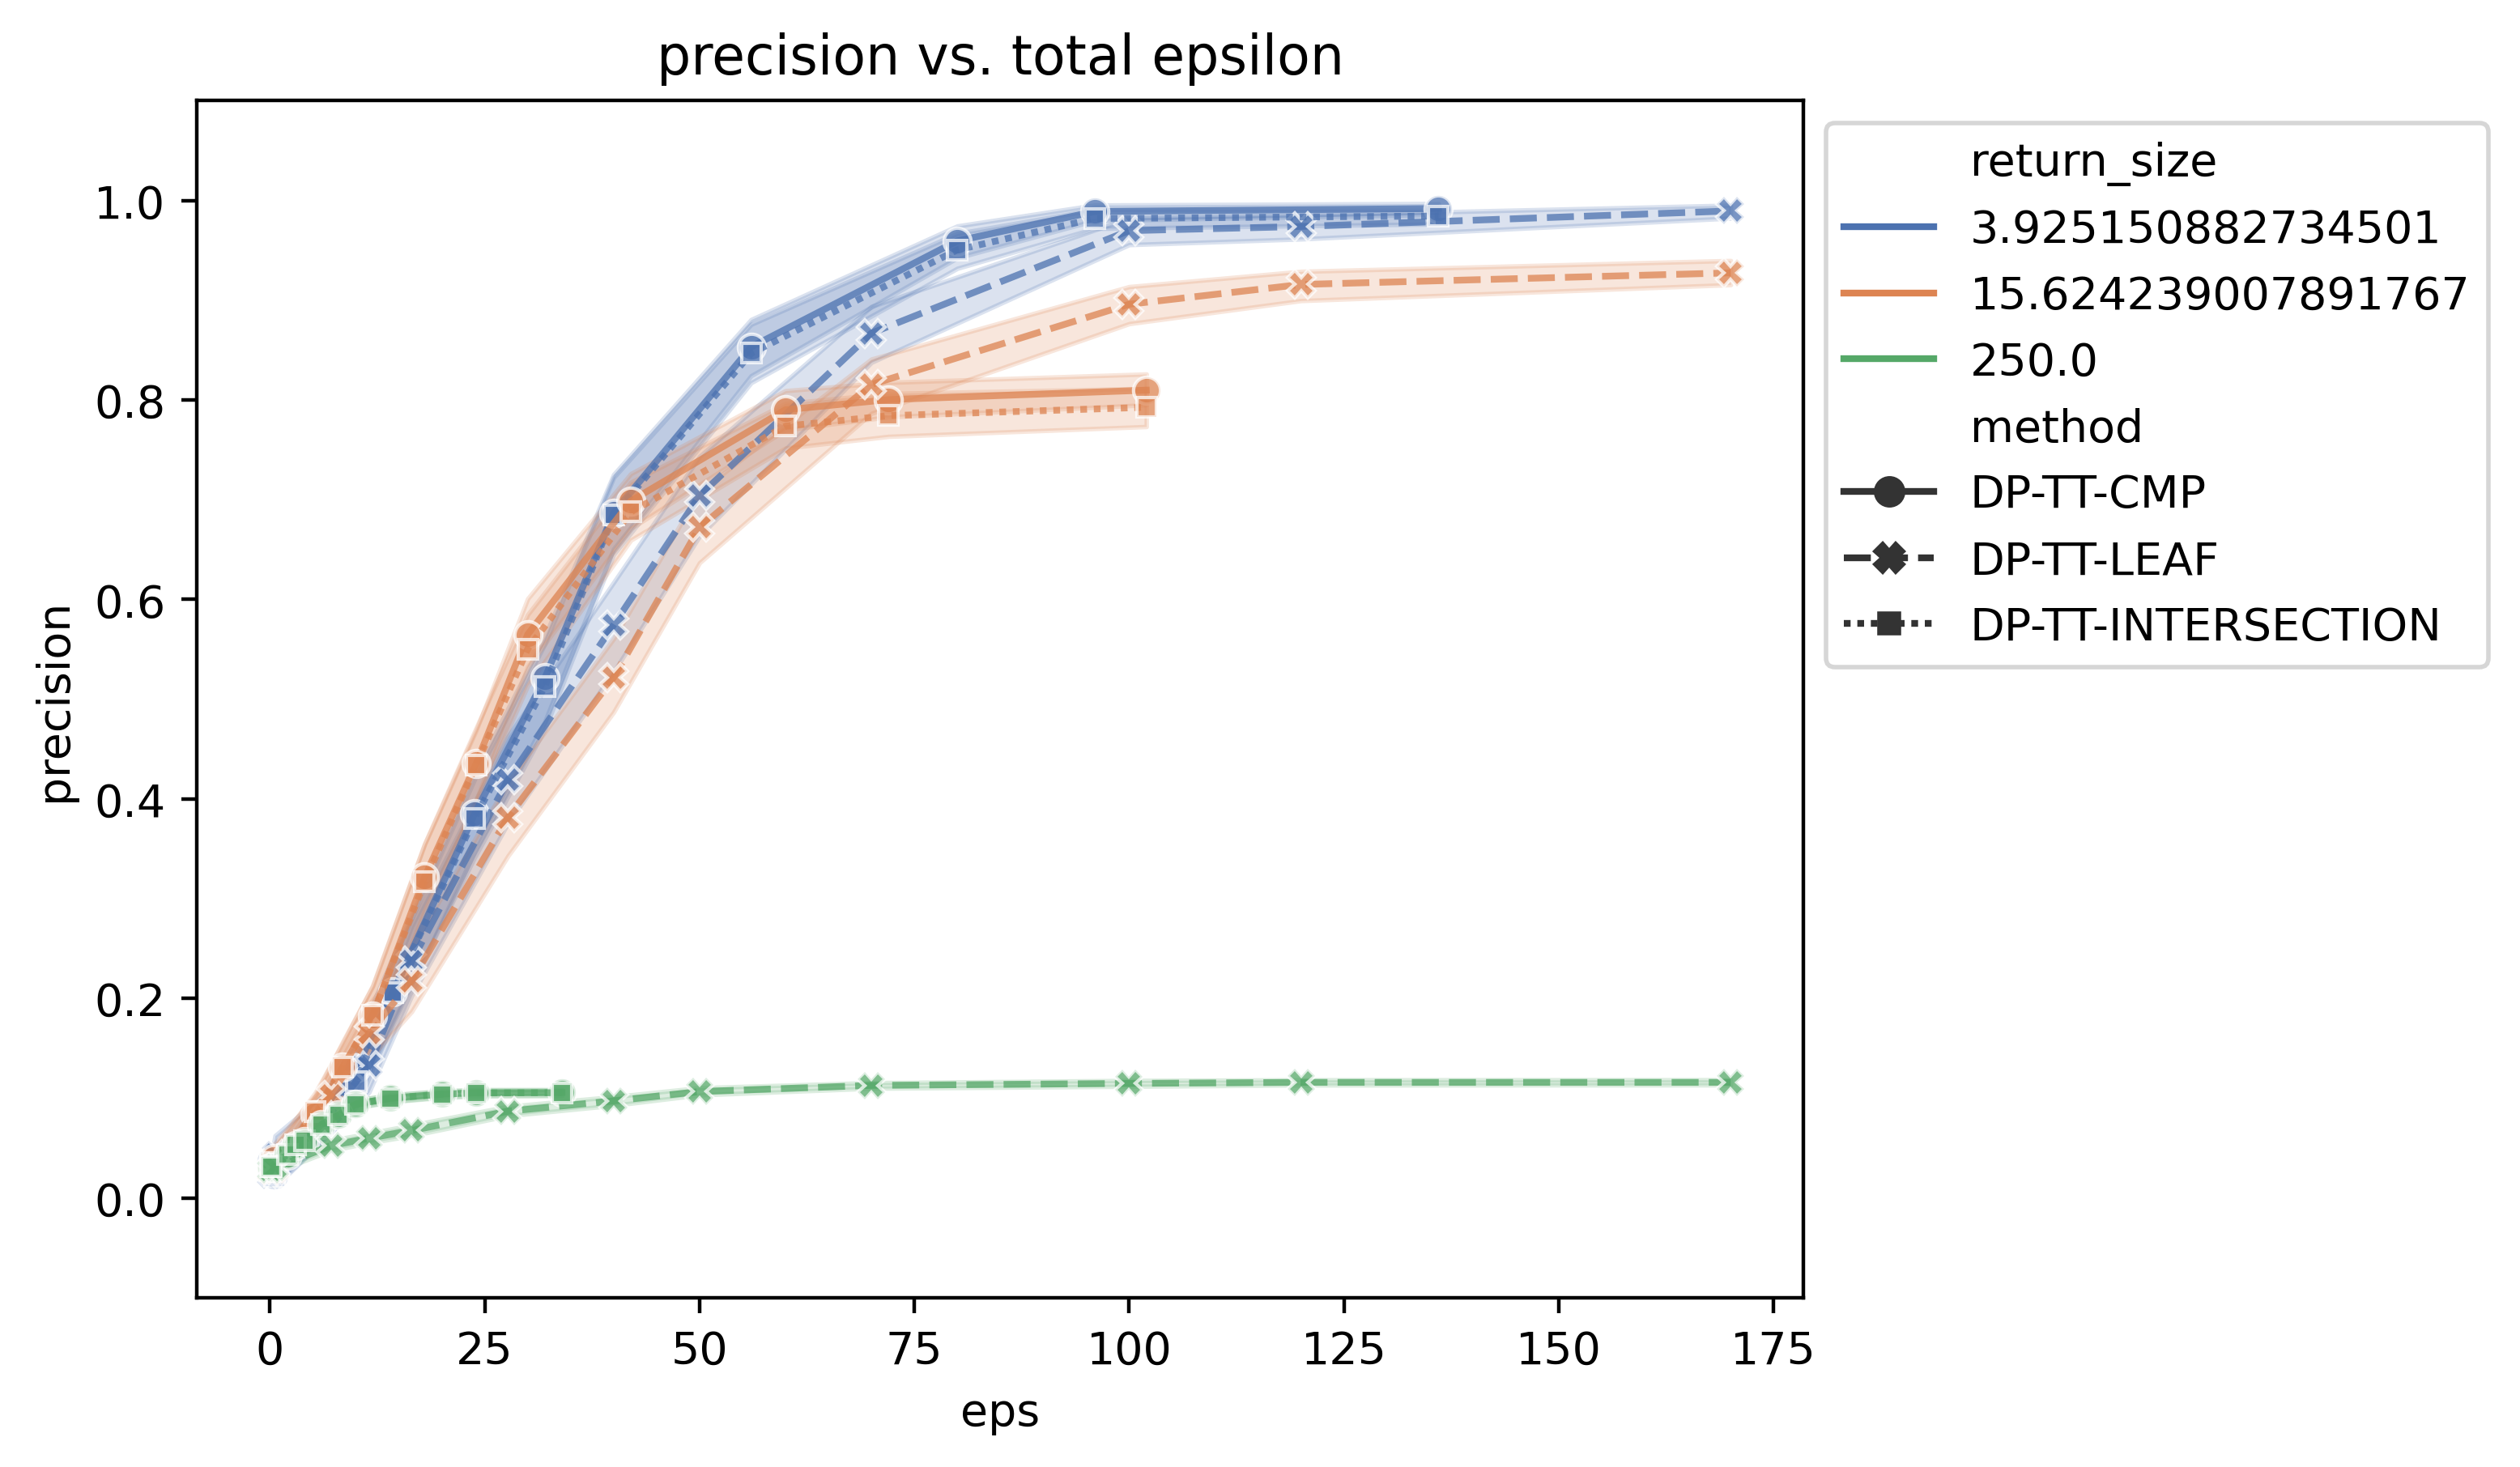 precision vs. total epsilon
precision
1.0
0.8
0.6
0.4
0.2
0.0
0 25 50 75 100 125 150 175
eps
return_size
3.925150882734501
15.624239007891767
250.0
method
DP-TT-CMP
DP-TT-LEAF
DP-TT-INTERSECTION